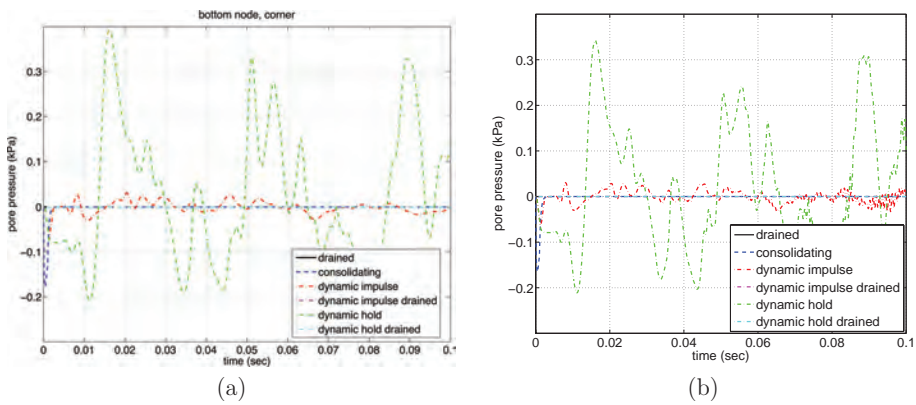 bottom node, corner
0.3
0.2
0.1
0
−0.1
−0.2
pore pressure (kPa)
drained
consolidating
dynamic impulse
dynamic impulse drained
dynamic hold
dynamic hold drained
0 0.01 0.02 0.03 0.04 0.05 0.06 0.07 0.08 0.09 0.1
time (sec)
(a)
0.3
0.2
0.1
0
−0.1
−0.2
pore pressure (kPa)
drained
consolidating
dynamic impulse
dynamic impulse drained
dynamic hold
dynamic hold drained
0 0.02 0.04 0.06 0.08 0.1
time (sec)
(b)